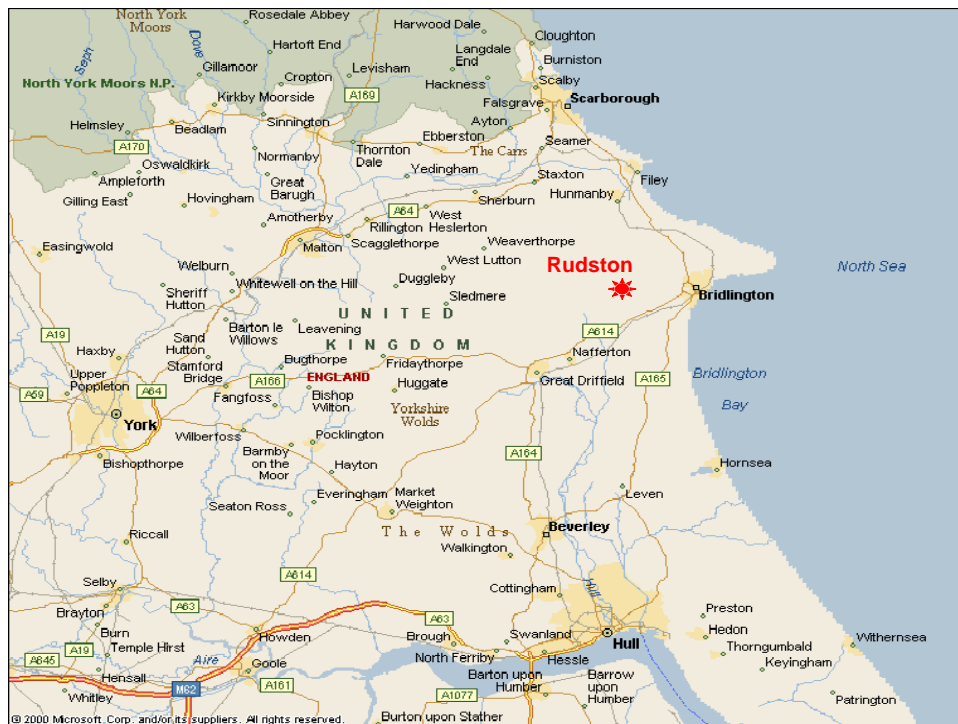 North York
Moors
Rosedale Abbey
Harwood Dale
Cloughton
Seph
Dove
Hartoft End
Langdale
End
Burniston
Gillamoor
Levisham
Scalby
North York Moors N.P.
Cropton
Hackness
Kirkby Moorside
A169
Falsgrave
Scarborough
Helmsley
Beadlam
Sinnington
Ayton
Ebberston
Seamer
A170
Normanby
Thornton
Dale
The Carrs
Oswaldkirk
Yedingham
Staxton
Ampleforth
Great
Barugh
Hunmanby
Filey
Gilling East
Hovingham
Sherburn
Amotherby
A64
West
Heslerton
Rillington
Easingwold
Malton
Scagglethorpe
Weaverthorpe
Welburn
West Lutton
Rudston
North Sea
Whitewell on the Hill
Duggleby
Sheriff
Hutton
Sledmere
Bridlington
UNITED
KINGDOM
Barton le
Willows
Leavening
A19
Sand
Hutton
A614
Haxby
Stamford
Bridge
Bugthorpe
Fridaythorpe
Nafferton
Upper
Poppleton
A166
ENGLAND
Huggate
Great Driffield
A165
Bridlington
Bay
A59
A64
Fangfoss
Bishop
Wilton
Yorkshire
Wolds
York
Wilberfoss
Pocklington
A164
Bishopthorpe
Barmby
on the
Moor
Hayton
Hornsea
Everingham
Market
Weighton
Leven
Seaton Ross
Riccall
The Wolds
Beverley
Walkington
Selby
A614
Cottingham
Hull
Brayton
A63
A63
Preston
Burn
Howden
Brough
Swanland
Hull
Hedon
Withernsea
A19
Temple Hirst
Thorngumbald
A645
Aire
North Ferriby
Hessle
Keyingham
Hensall
Goole
Barton upon
Humber
Barrow
upon
Humber
Whitley
M62
A161
A1077
Patrington
Burton upon Stather
© 2000 Microsoft Corp. and/or its suppliers. All rights reserved.